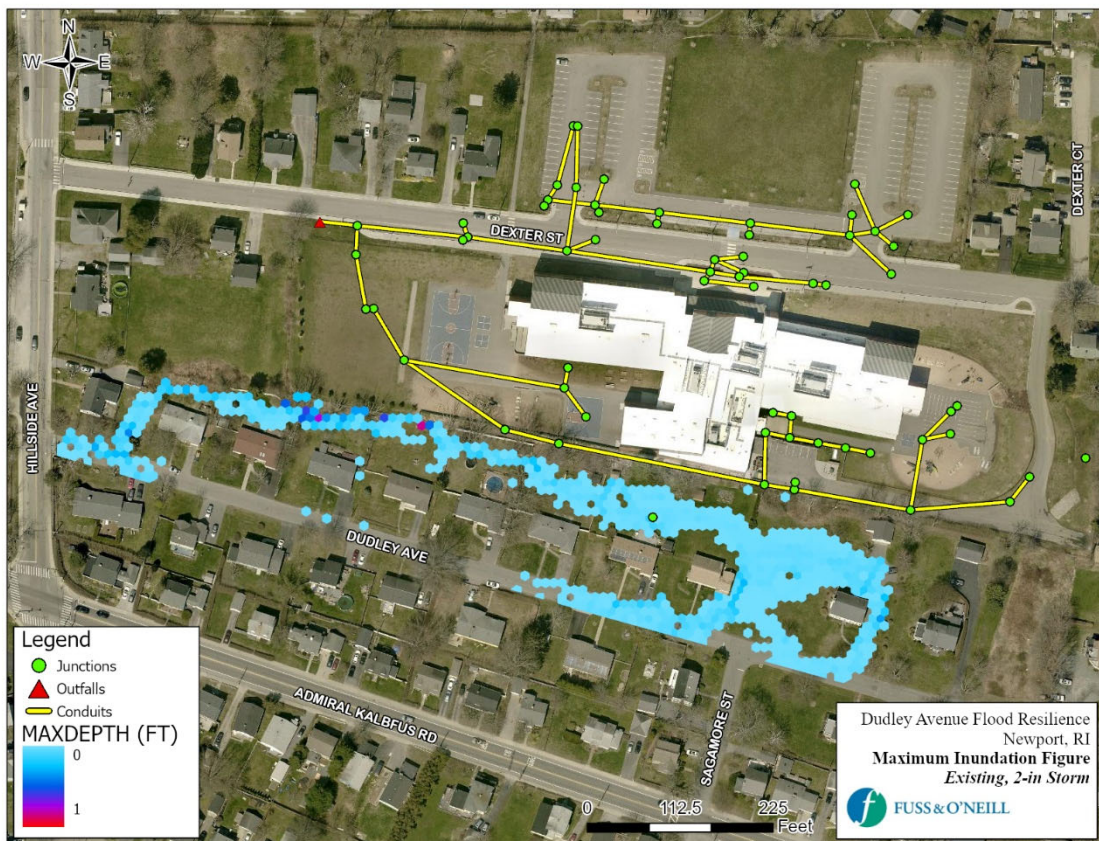 N
W E
S
DEXTER CT
DEXTER ST
HILLSIDE AVE
DUDLEY AVE
ADMIRAL KALBFUS RD
SAGAMORE ST
Legend
Junctions
Outfalls
Conduits
MAXDEPTH (FT)
0
1
0 112.5 225
Feet
Dudley Avenue Flood Resilience
Newport, RI
Maximum Inundation Figure
Existing, 2-in Storm
f FUSS & O'NEILL